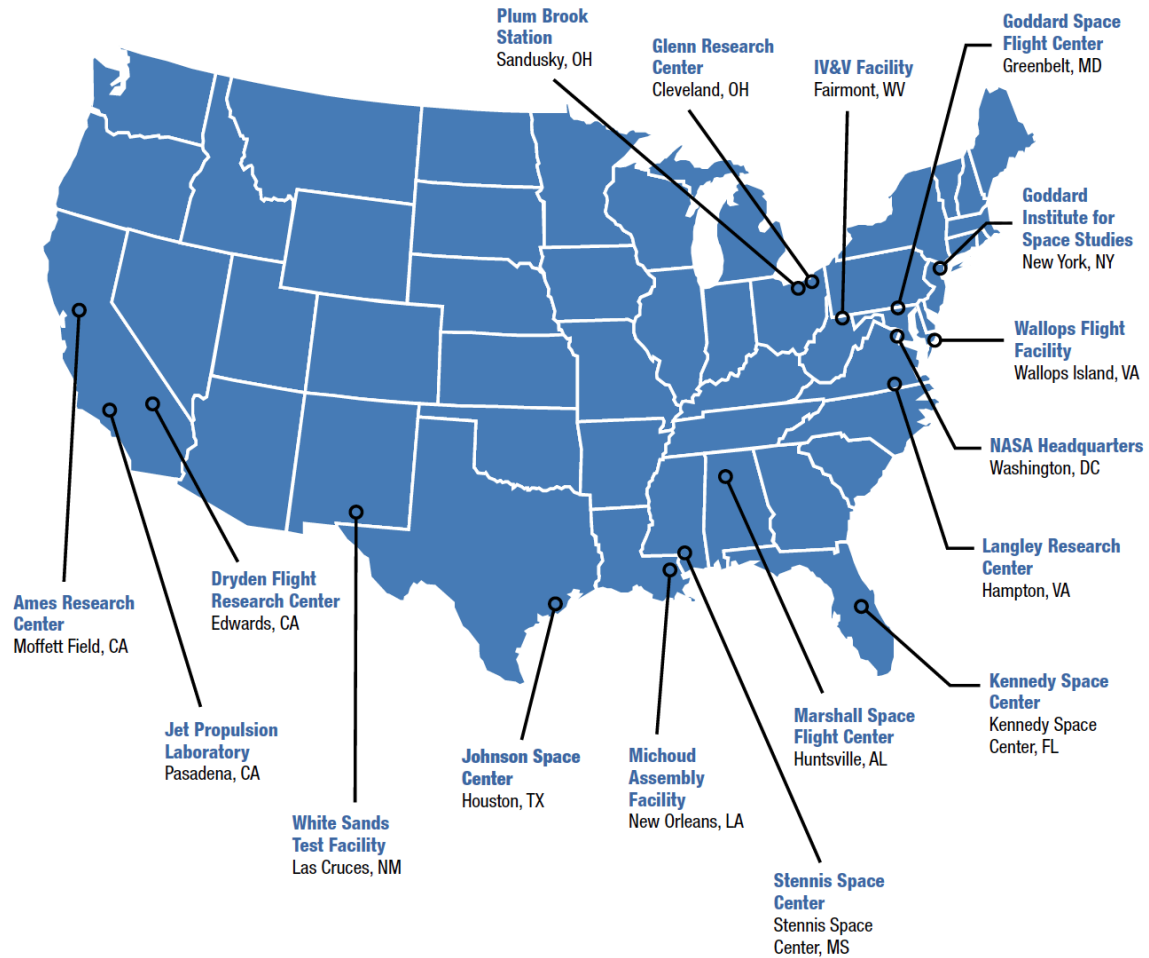 Plum Brook
Station
Sandusky, OH
Glenn Research
Center
Cleveland, OH
IV&V Facility
Fairmont, WV
Goddard Space
Flight Center
Greenbelt, MD
Goddard
Institute for
Space Studies
New York, NY
Wallops Flight
Facility
Wallops Island, VA
NASA Headquarters
Washington, DC
Langley Research
Center
Hampton, VA
Kennedy Space
Center
Kennedy Space
Center, FL
Marshall Space
Flight Center
Huntsville, AL
Stennis Space
Center
Stennis Space
Center, MS
Michoud
Assembly
Facility
New Orleans, LA
Johnson Space
Center
Houston, TX
White Sands
Test Facility
Las Cruces, NM
Dryden Flight
Research Center
Edwards, CA
Jet Propulsion
Laboratory
Pasadena, CA
Ames Research
Center
Moffett Field, CA